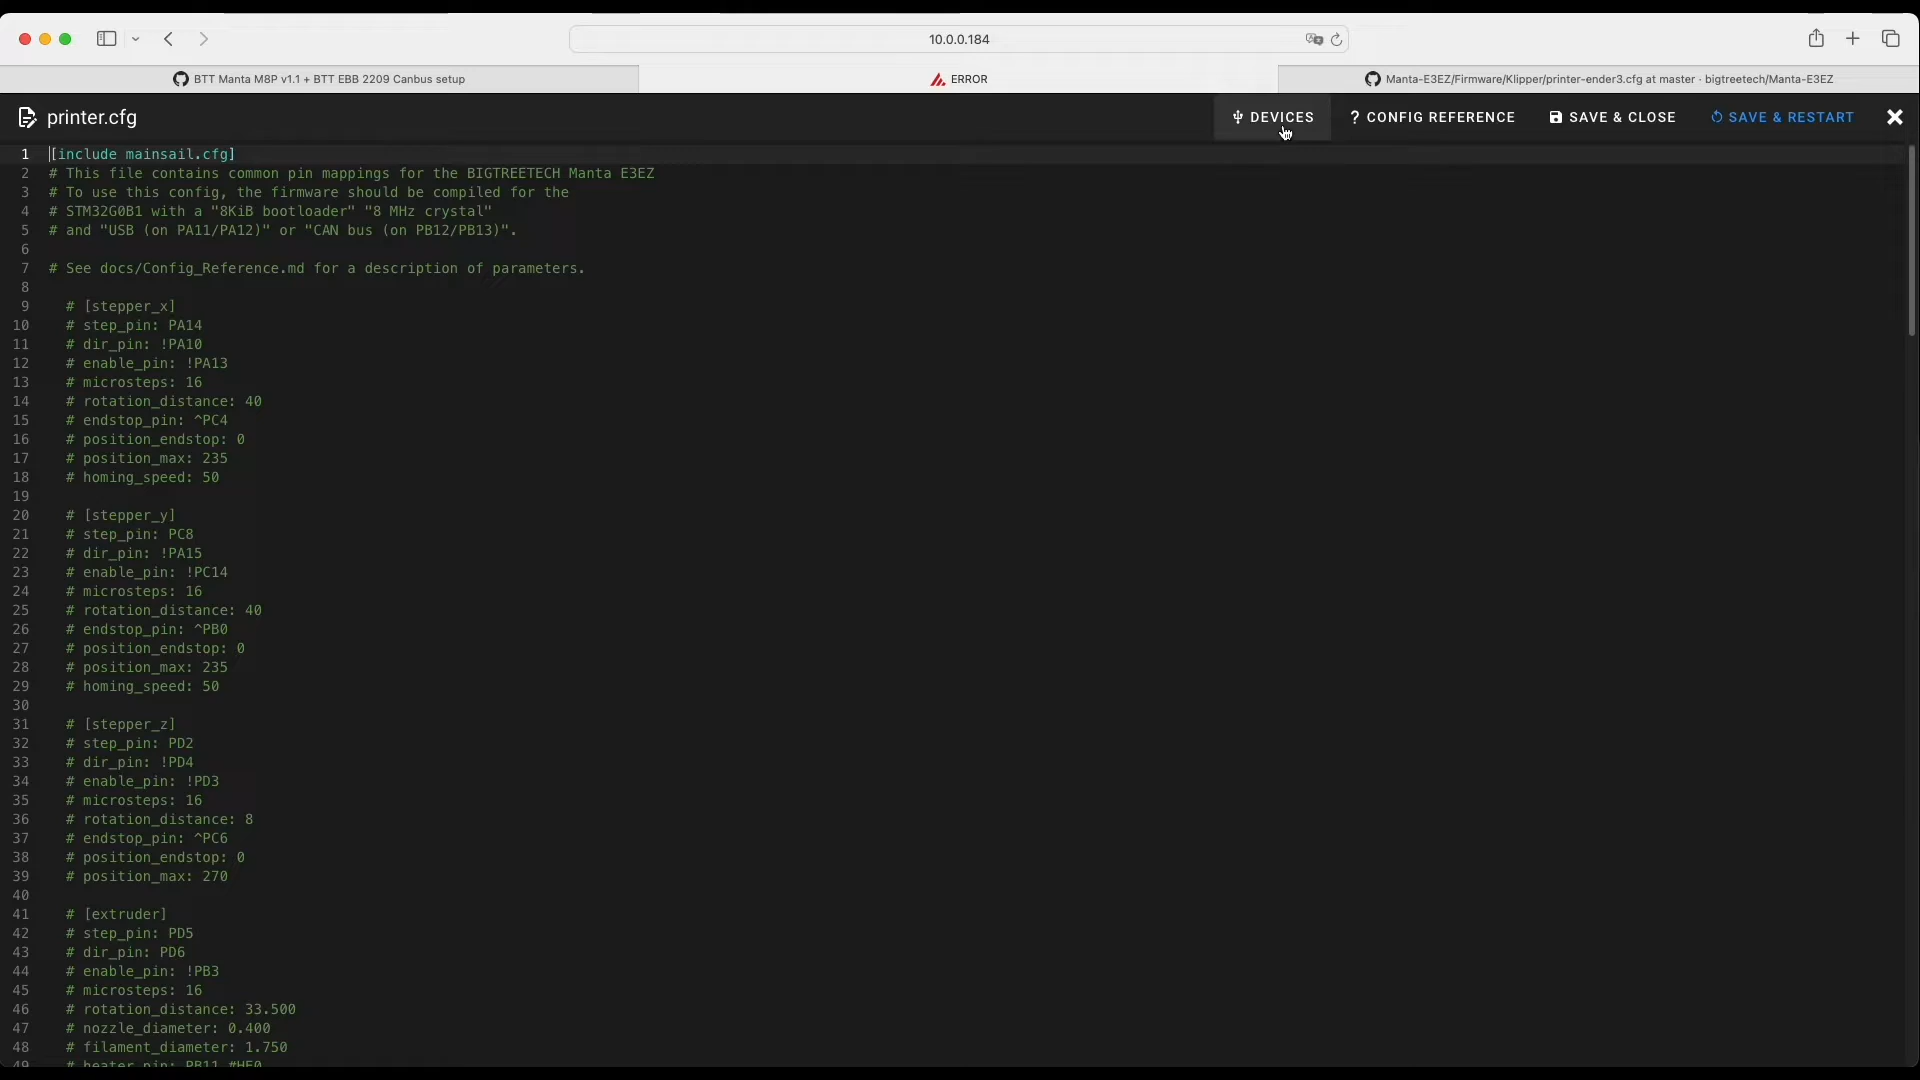 10.0.0.184
BTT Manta M8P v1.1 + BTT EBB 2209 Canbus setup
ERROR
Manta-E3EZ/Firmware/Klipper/printer-ender3.cfg at master · bigtreetech/Manta-E3EZ
printer.cfg
DEVICES
? CONFIG REFERENCE
SAVE & CLOSE
SAVE & RESTART
1 [include mainsail.cfg]
2 # This file contains common pin mappings for the BIGTREETECH Manta E3EZ
3 # To use this config, the firmware should be compiled for the
4 # STM32G0B1 with a "8KiB bootloader" "8 MHz crystal"
5 # and "USB (on PA11/PA12)" or "CAN bus (on PB12/PB13)".
6
7 # See docs/Config_Reference.md for a description of parameters.
8
9 # [stepper_x]
10 # step_pin: PA14
11 # dir_pin: !PA10
12 # enable_pin: !PA13
13 # microsteps: 16
14 # rotation_distance: 40
15 # endstop_pin: ^PC4
16 # position_endstop: 0
17 # position_max: 235
18 # homing_speed: 50
19
20 # [stepper_y]
21 # step_pin: PC8
22 # dir_pin: !PA15
23 # enable_pin: !PC14
24 # microsteps: 16
25 # rotation_distance: 40
26 # endstop_pin: ^PB0
27 # position_endstop: 0
28 # position_max: 235
29 # homing_speed: 50
30
31 # [stepper_z]
32 # step_pin: PD2
33 # dir_pin: !PD4
34 # enable_pin: !PD3
35 # microsteps: 16
36 # rotation_distance: 8
37 # endstop_pin: ^PC6
38 # position_endstop: 0
39 # position_max: 270
40
41 # [extruder]
42 # step_pin: PD5
43 # dir_pin: PD6
44 # enable_pin: !PB3
45 # microsteps: 16
46 # rotation_distance: 33.500
47 # nozzle_diameter: 0.400
48 # filament_diameter: 1.750
49 # heater_pin: PB11 #HE0